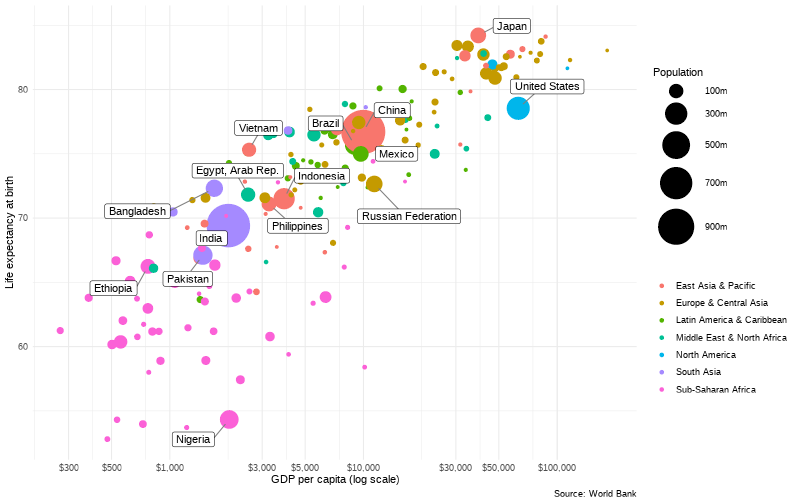 Japan
United States
China
Brazil
Vietnam
Mexico
Egypt, Arab Rep.
Indonesia
Bangladesh
Russian Federation
Philippines
India
Pakistan
Ethiopia
Nigeria
Life expectancy at birth
80
70
60
$300
$500
$1,000
$3,000
$5,000
$10,000
$30,000
$50,000
$100,000
GDP per capita (log scale)
Population
100m
300m
500m
700m
900m
East Asia & Pacific
Europe & Central Asia
Latin America & Caribbean
Middle East & North Africa
North America
South Asia
Sub-Saharan Africa
Source: World Bank